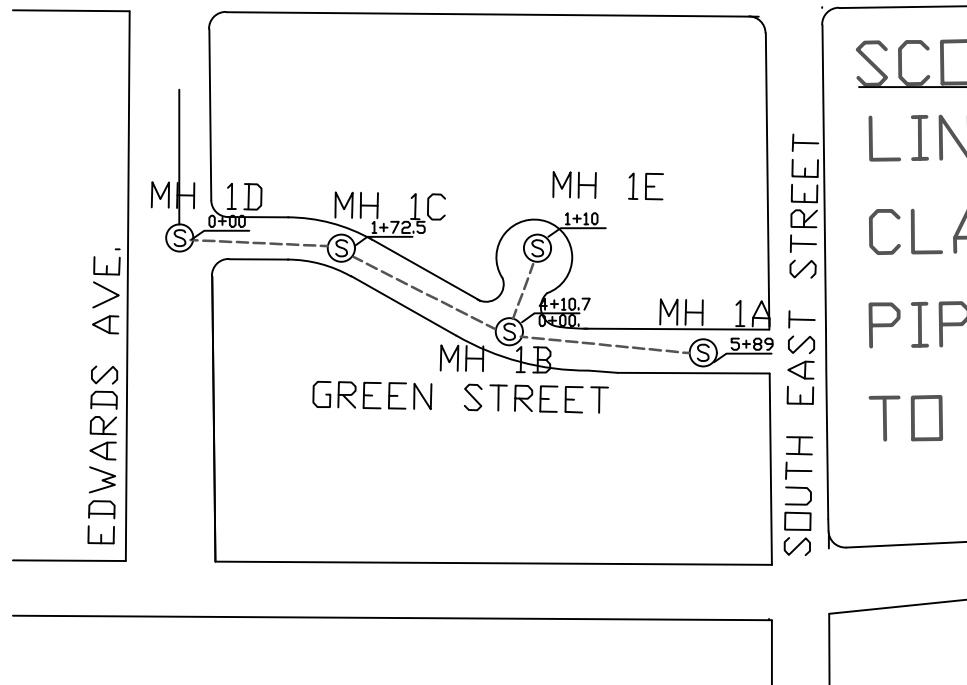 MH 1D
0+00
MH 1C
1+72.5
MH 1E
1+10
4+10.7
0+00.
MH 1B
MH 1A
5+89
GREEN STREET
EDWARDS AVE.
SOUTH EAST STREET
LIN
CLA
PIP
TO